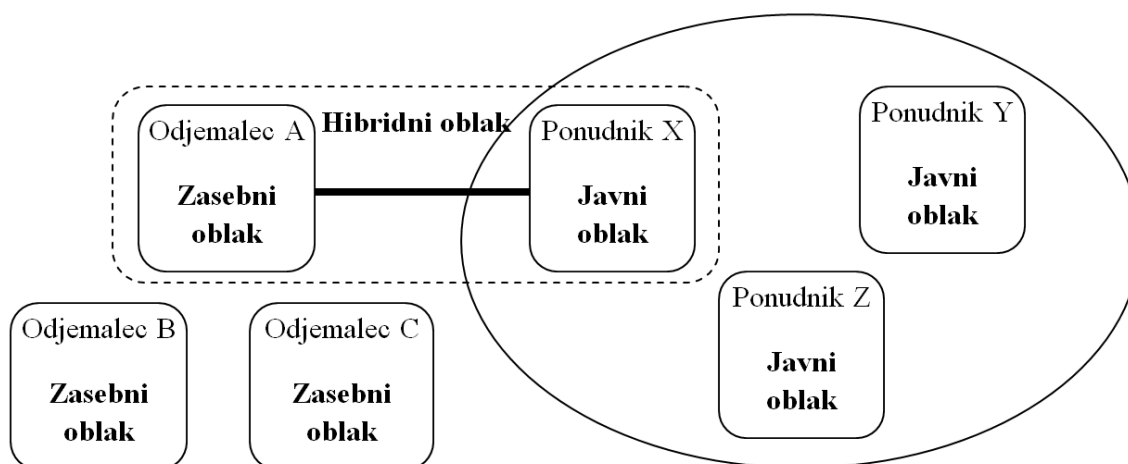 Odjemalec A
Zasebni
oblak
Hibridni oblak
Ponudnik X
Javni
oblak
Ponudnik Y
Javni
oblak
Ponudnik Z
Javni
oblak
Odjemalec B
Zasebni
oblak
Odjemalec C
Zasebni
oblak